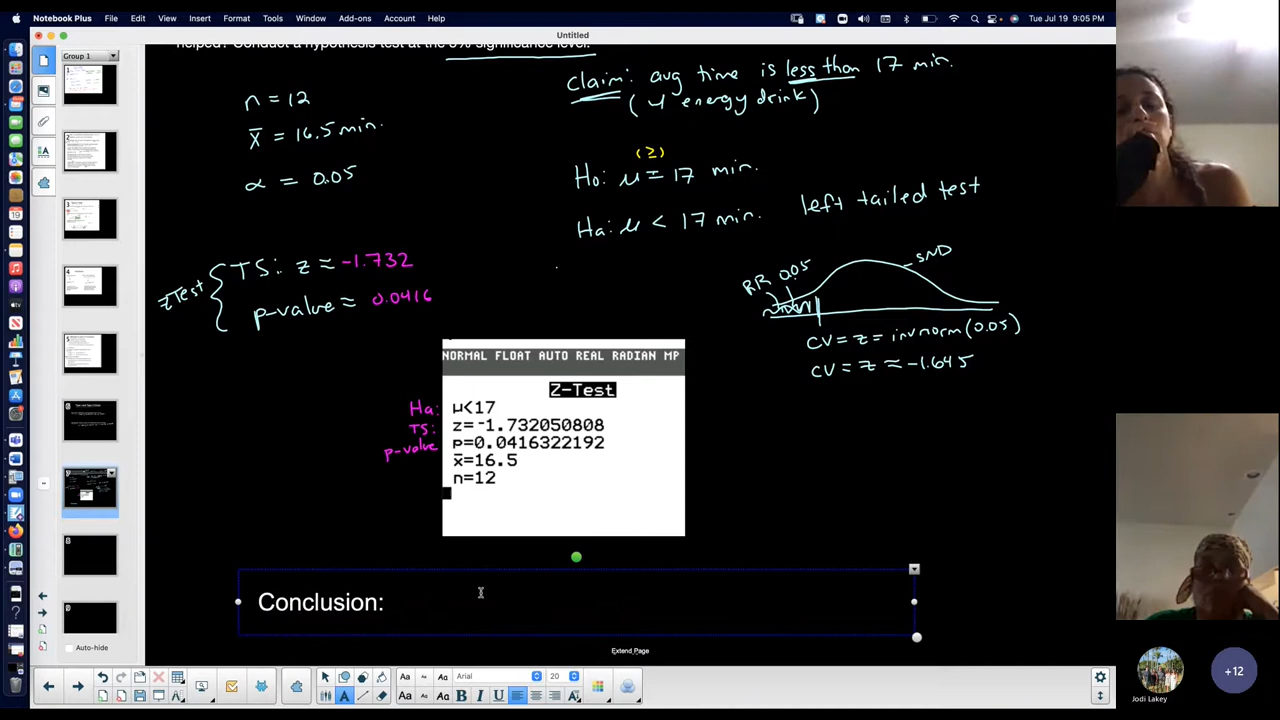 Notebook Plus File Edit View Insert Format Tools Window Add-ons Account Help
Tue Jul 19 9:05 PM
Untitled
Group 1
helped? Conduct a hypothesis test at the 5% significance level.
Claim: avg time is less than 17 min.
n = 12
x̄ = 16.5 min.
α = 0.05
(≥)
Ho: μ = 17 min.
Ha: μ < 17 min. left tailed test
zTest { TS: z ≈ -1.732
p-value ≈ 0.0416
RR 0.05
SND
CV = z = invnorm(0.05)
CV = z ≈ -1.645
NORMAL FLOAT AUTO REAL RADIAN MP
Z-Test
Ha: μ<17
TS: z=-1.732050808
p-value p=0.0416322192
x̄=16.5
n=12
Conclusion:
Extend Page
Auto-hide
Arial
20
Jodi Lakey
+12